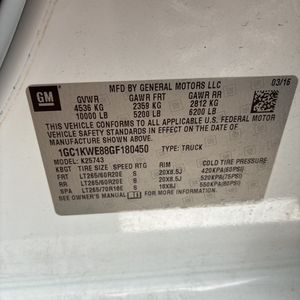 MFD BY GENERAL MOTORS LLC
03/16
GM
GVWR GAWR FRT GAWR RR
4536 KG 2359 KG 2812 KG
10000 LB 5200 LB 6200 LB
THIS VEHICLE CONFORMS TO ALL APPLICABLE U.S. FEDERAL MOTOR
VEHICLE SAFETY STANDARDS IN EFFECT ON THE DATE OF
MANUFACTURE SHOWN ABOVE.
1GC1KWE88GF180450 TYPE: TRUCK
K25743
KBGT TIRE SIZE SPEED RTG RIM COLD TIRE PRESSURE
FRT LT265/60R20E S 20X8.5J 420KPA(60PSI)
RR LT265/60R20E S 20X8.5J 520KPA(75PSI)
SPA LT265/70R18E S 18X8J 550KPA(80PSI)
SEE OWNER'S MANUAL FOR MORE INFORMATION.